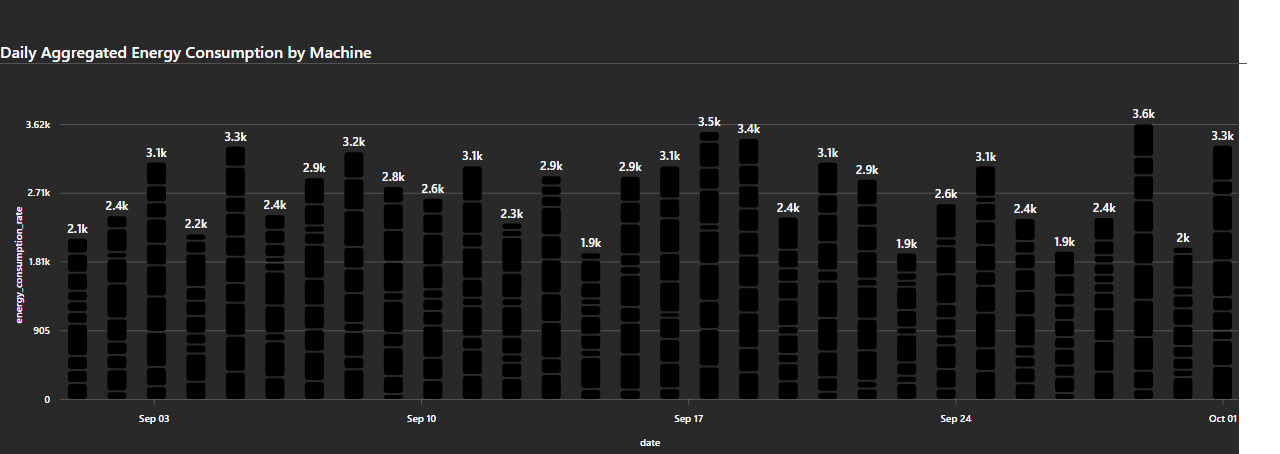 Daily Aggregated Energy Consumption by Machine
3.62k
2.71k
1.81k
905
0
energy_consumption_rate
2.1k 2.4k 3.1k 2.2k 3.3k 2.4k 2.9k 3.2k 2.8k 2.6k 3.1k 2.3k 2.9k 1.9k 2.9k 3.1k 3.5k 3.4k 2.4k 3.1k 2.9k 1.9k 2.6k 3.1k 2.4k 1.9k 2.4k 3.6k 2k 3.3k
Sep 03 Sep 10 Sep 17 Sep 24 Oct 01
date